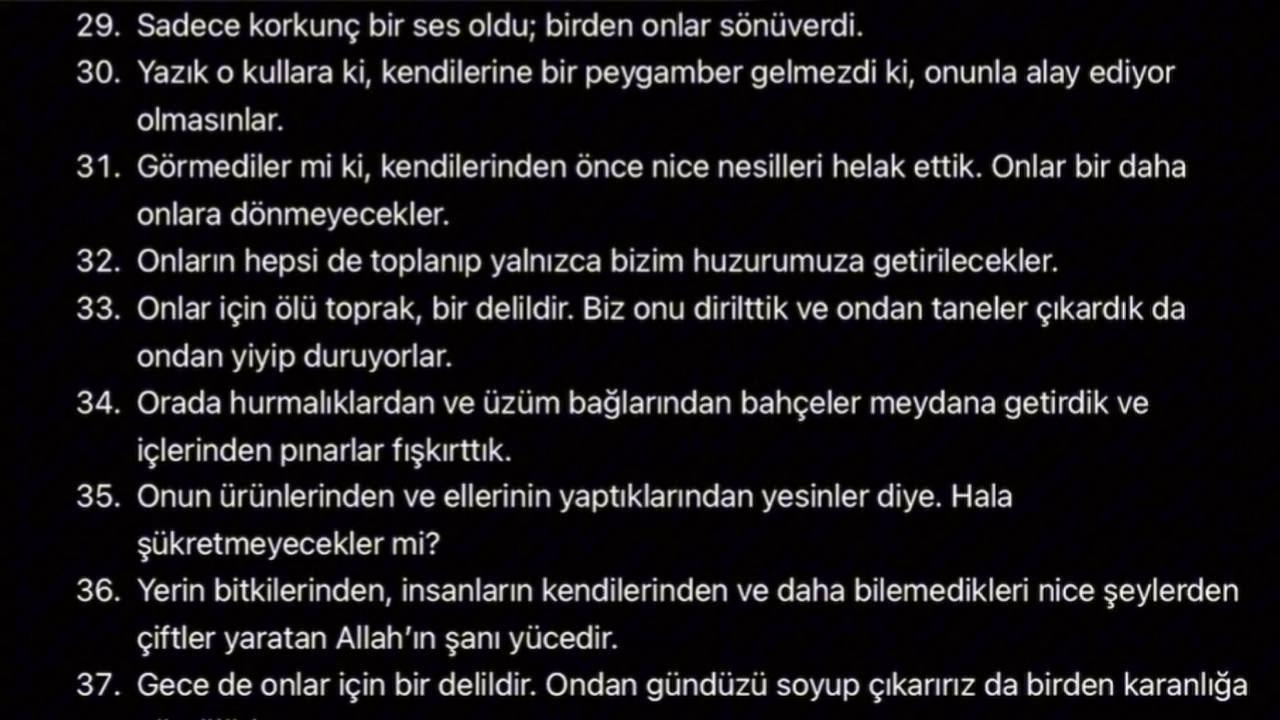 29. Sadece korkunç bir ses oldu; birden onlar sönüverdi.
30. Yazık o kullara ki, kendilerine bir peygamber gelmezdi ki, onunla alay ediyor
olmasınlar.
31. Görmediler mi ki, kendilerinden önce nice nesilleri helak ettik. Onlar bir daha
onlara dönmeyecekler.
32. Onların hepsi de toplanıp yalnızca bizim huzurumuza getirilecekler.
33. Onlar için ölü toprak, bir delildir. Biz onu dirilttik ve ondan taneler çıkardık da
ondan yiyip duruyorlar.
34. Orada hurmalıklardan ve üzüm bağlarından bahçeler meydana getirdik ve
içlerinden pınarlar fışkırttık.
35. Onun ürünlerinden ve ellerinin yaptıklarından yesinler diye. Hala
şükretmeyecekler mi?
36. Yerin bitkilerinden, insanların kendilerinden ve daha bilemedikleri nice şeylerden
çiftler yaratan Allah’ın şanı yücedir.
37. Gece de onlar için bir delildir. Ondan gündüzü soyup çıkarırız da birden karanlığa